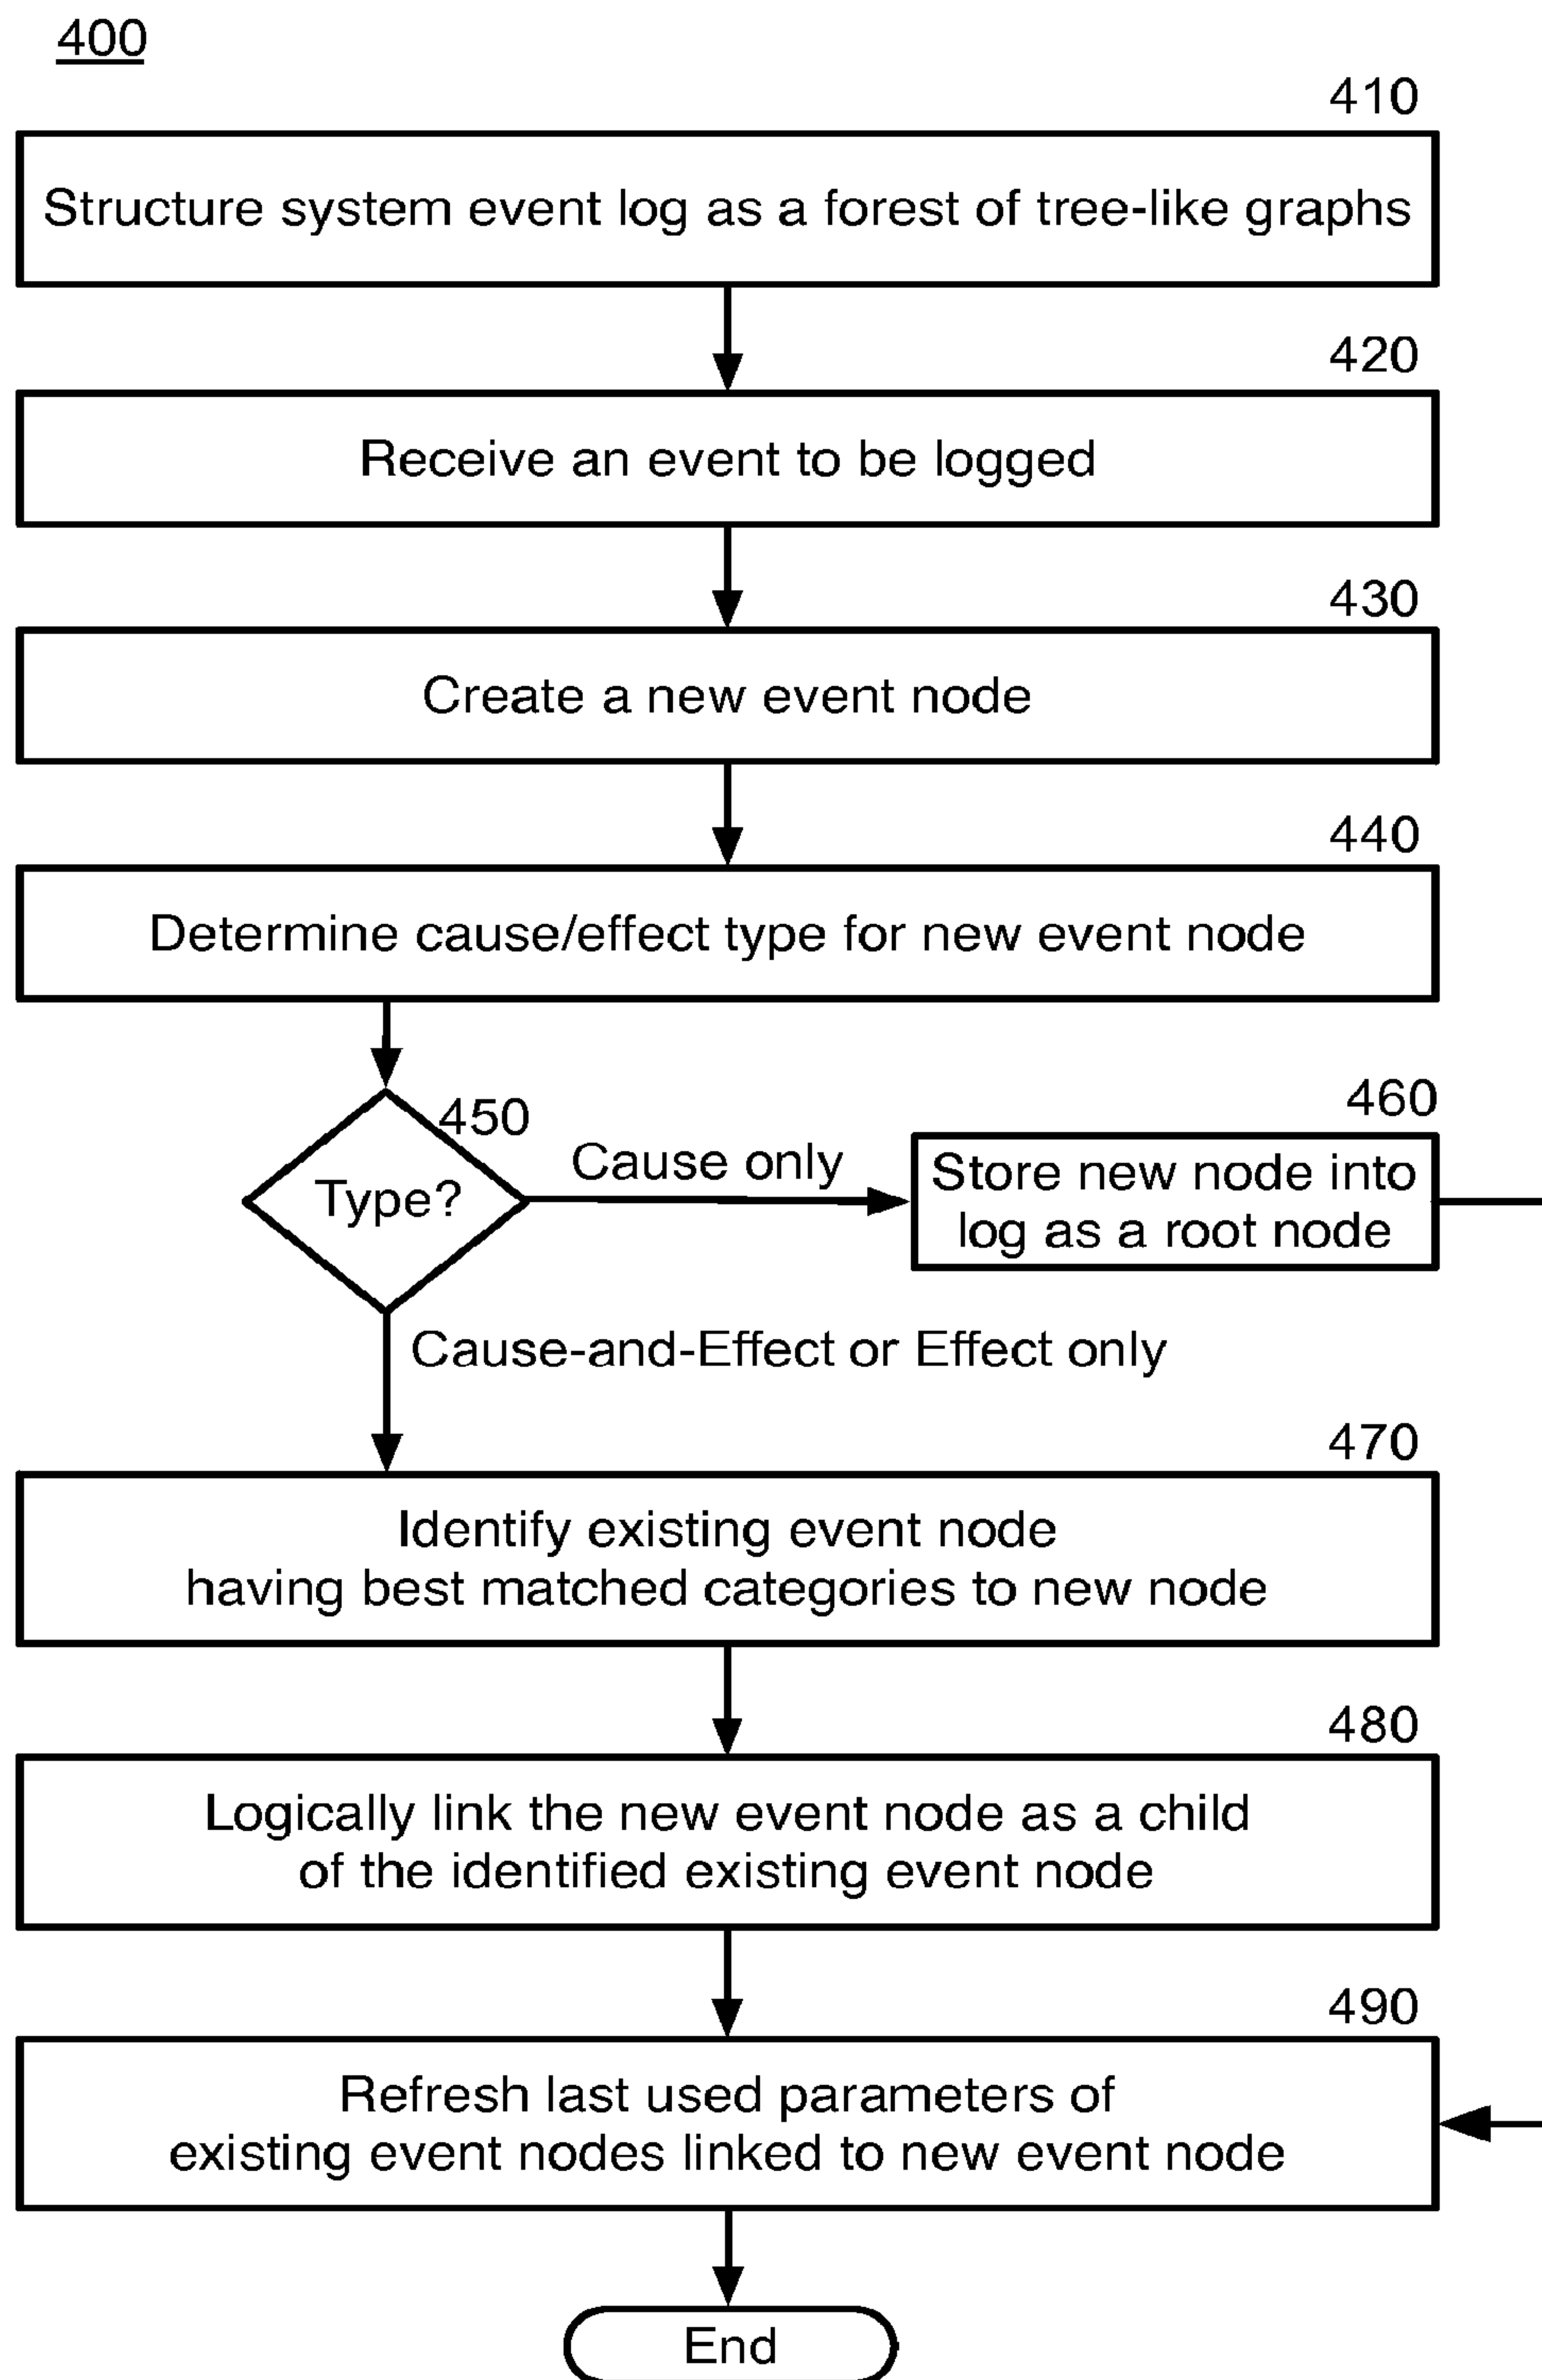 400
410
Structure system event log as a forest of tree-like graphs
420
Receive an event to be logged
430
Create a new event node
440
Determine cause/effect type for new event node
450
Type?
Cause only
460
Store new node into
log as a root node
Cause-and-Effect or Effect only
470
Identify existing event node
having best matched categories to new node
480
Logically link the new event node as a child
of the identified existing event node
490
Refresh last used parameters of
existing event nodes linked to new event node
End